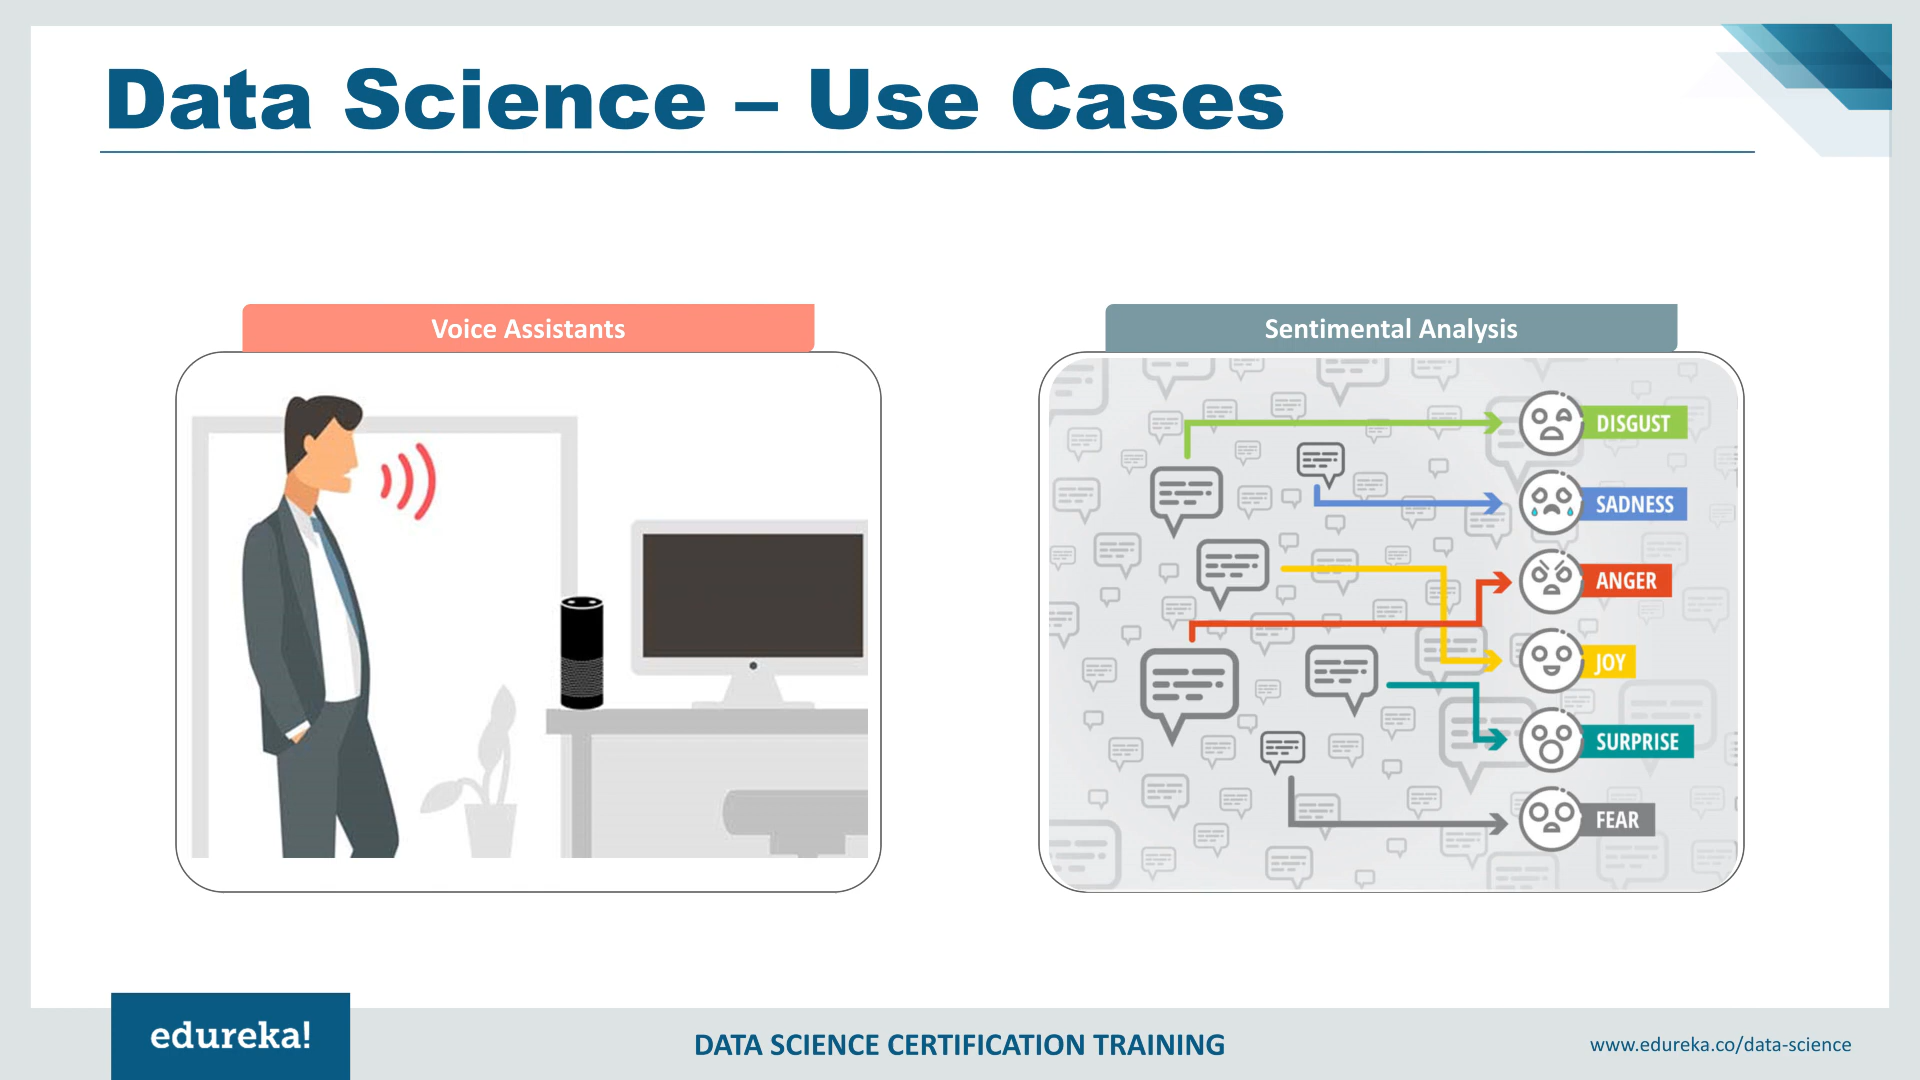 Data Science – Use Cases
Voice Assistants
Sentimental Analysis
DISGUST
SADNESS
ANGER
JOY
SURPRISE
FEAR
edureka!
DATA SCIENCE CERTIFICATION TRAINING
www.edureka.co/data-science